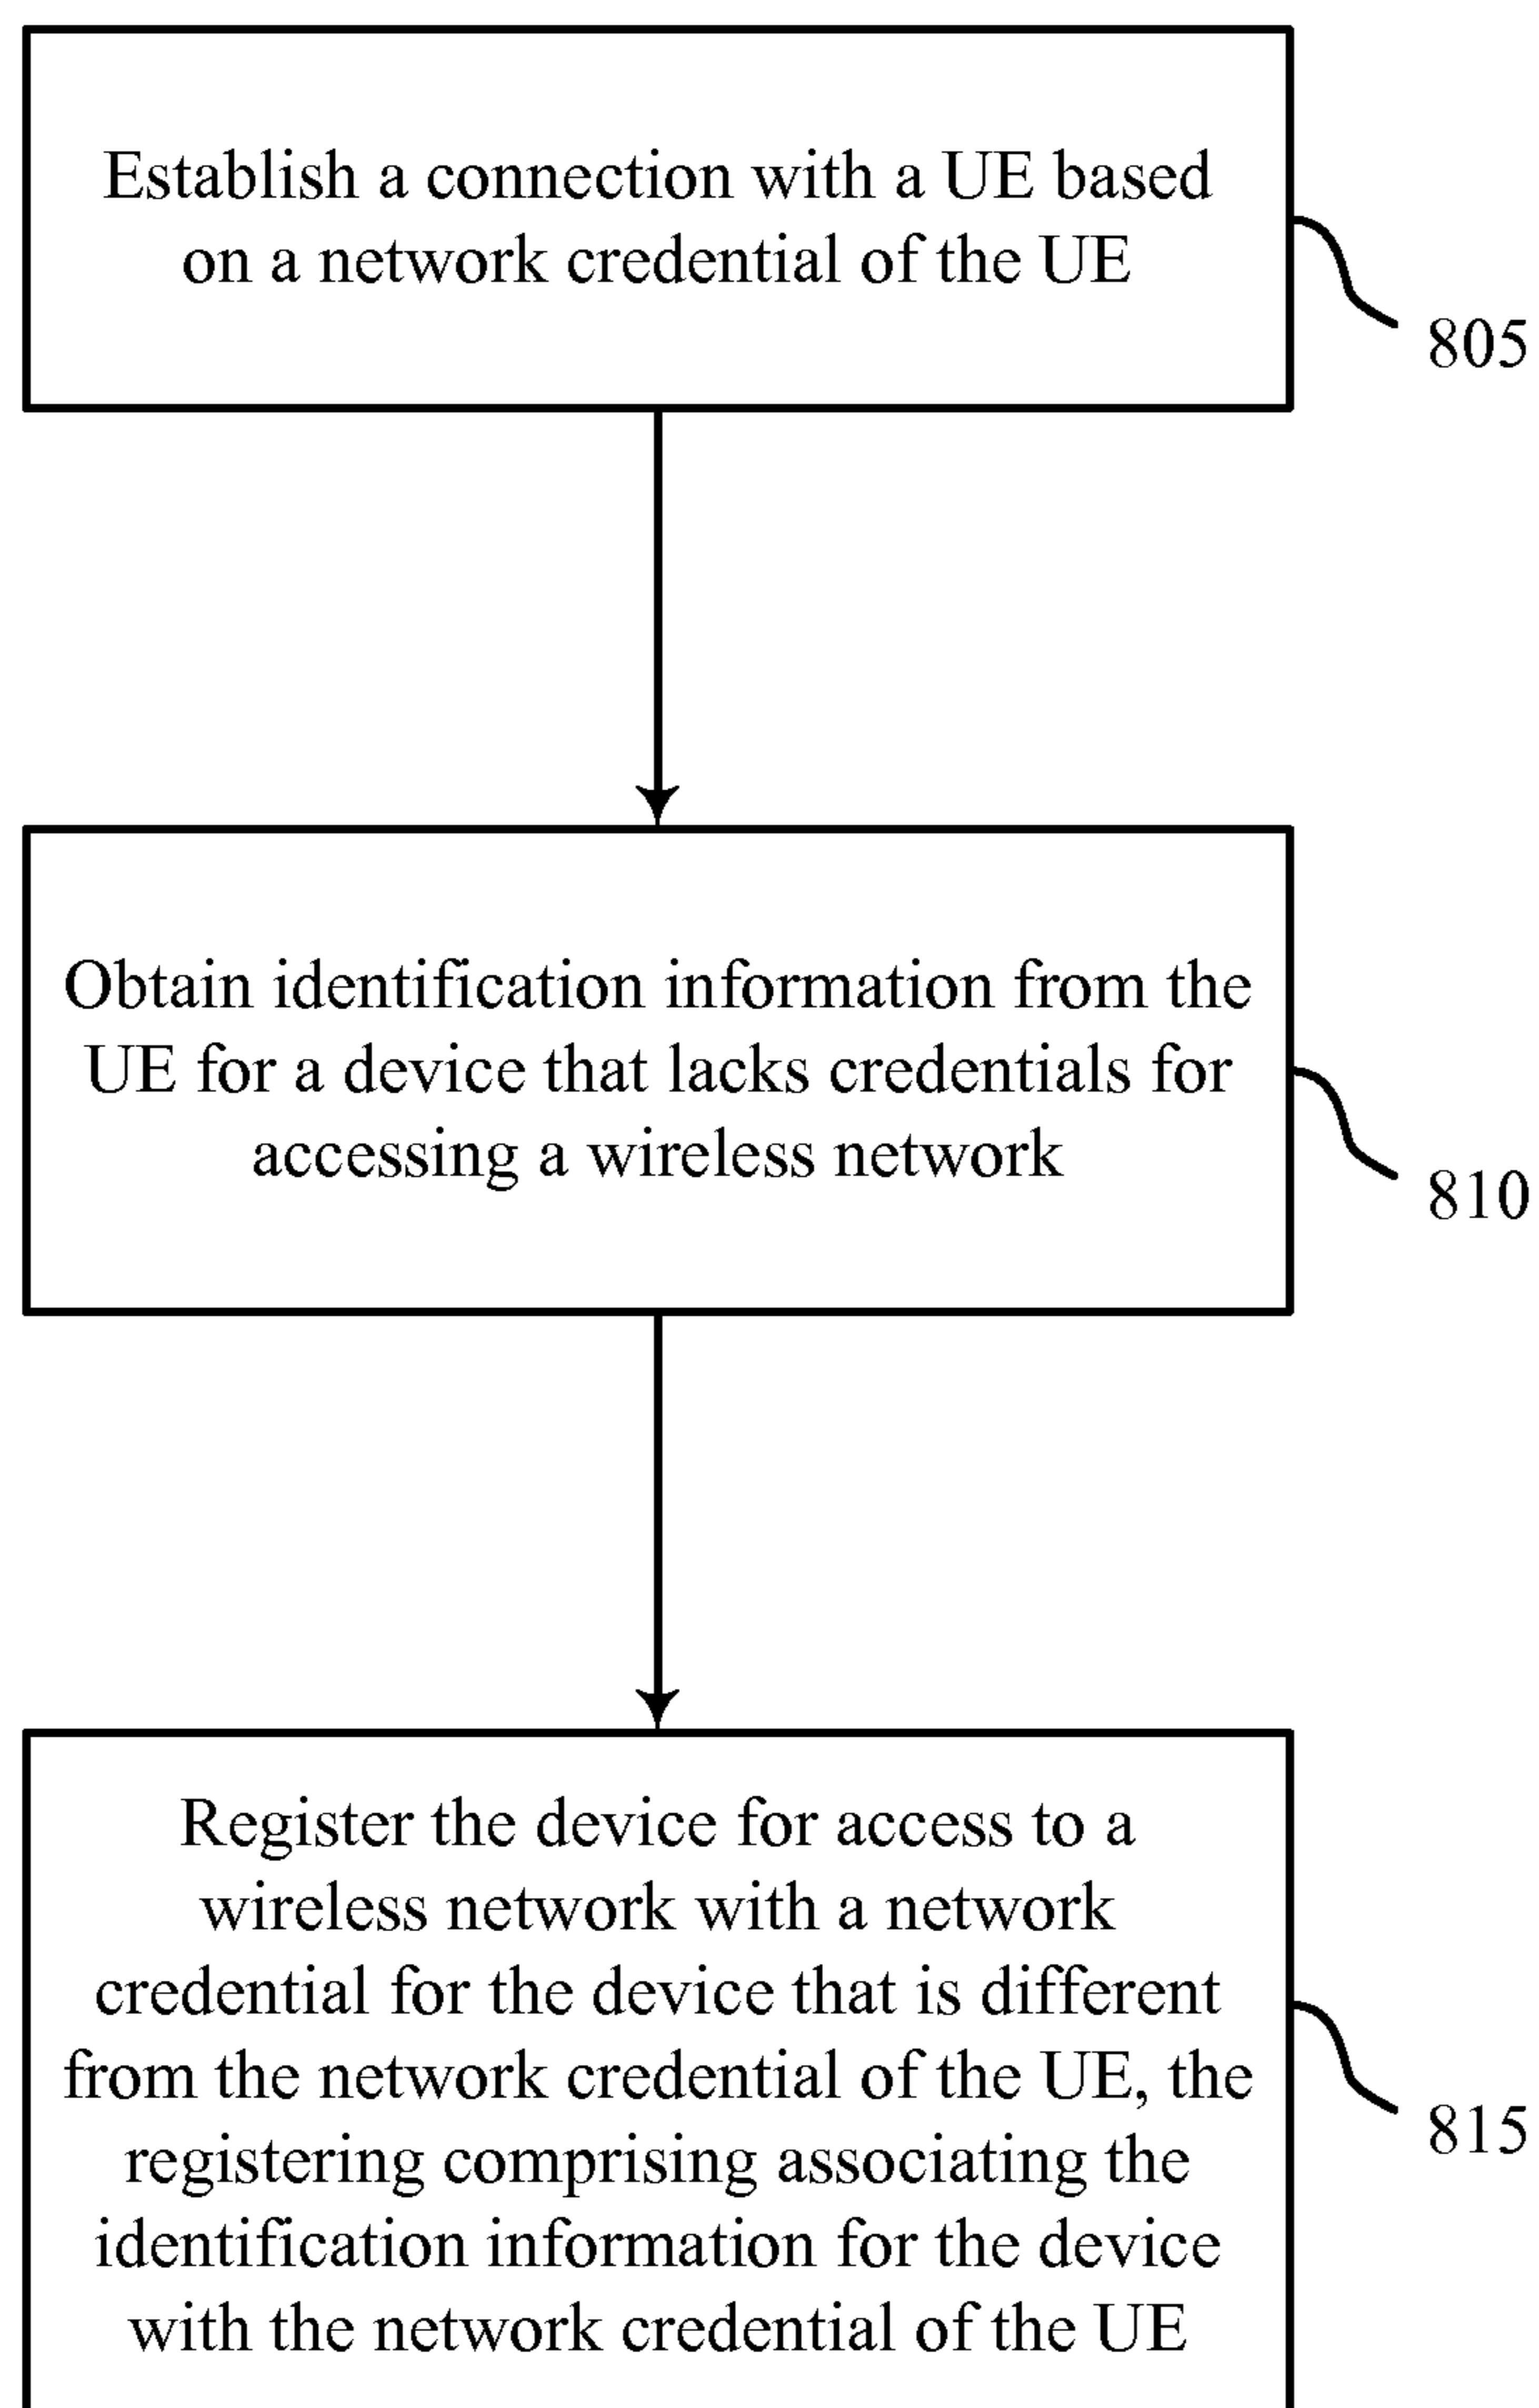 Establish a connection with a UE based
on a network credential of the UE
805
Obtain identification information from the
UE for a device that lacks credentials for
accessing a wireless network
810
Register the device for access to a
wireless network with a network
credential for the device that is different
from the network credential of the UE, the
registering comprising associating the
identification information for the device
with the network credential of the UE
815